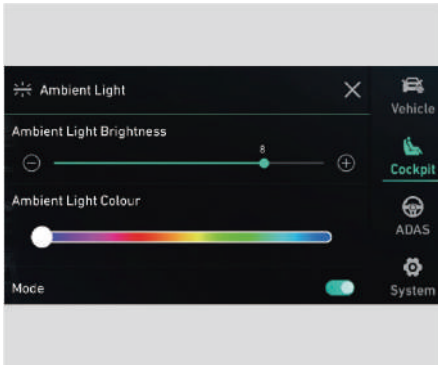 Ambient Light
Vehicle
Ambient Light Brightness
8
Cockpit
Ambient Light Colour
ADAS
Mode
System